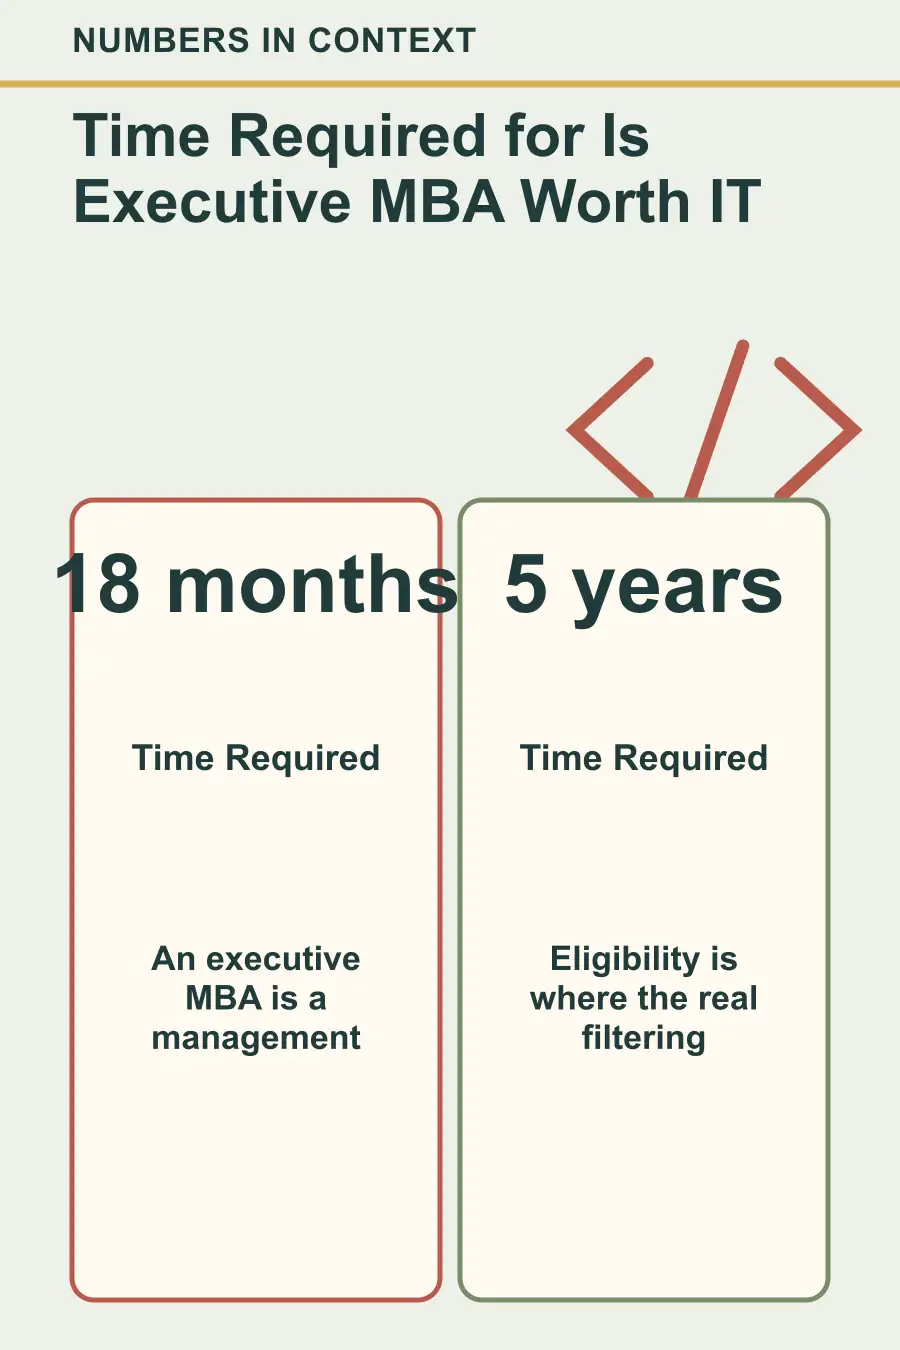 NUMBERS IN CONTEXT
Time Required for Is
Executive MBA Worth IT
18 months
Time Required
An executive
MBA is a
management
5 years
Time Required
Eligibility is
where the real
filtering